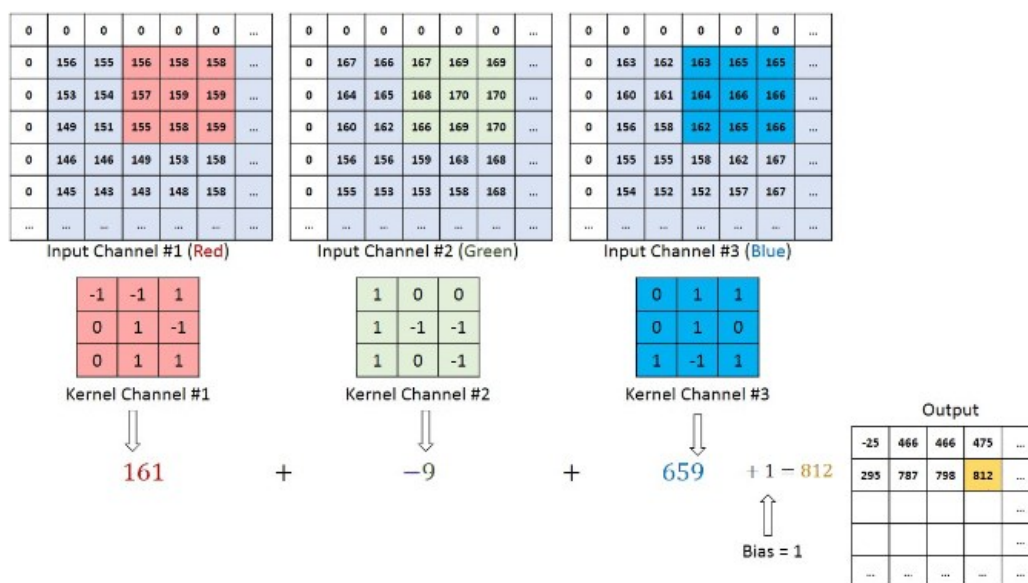 0 0 0 0 0 0 ...
0 156 155 156 158 158 ...
0 153 154 157 159 159 ...
0 149 151 155 158 159 ...
0 146 146 149 153 158 ...
0 145 143 143 148 158 ...
... ... ... ... ... ... ...
Input Channel #1 (Red)
0 0 0 0 0 0 ...
0 167 166 167 169 169 ...
0 164 165 168 170 170 ...
0 160 162 166 169 170 ...
0 156 156 159 163 168 ...
0 155 153 153 158 168 ...
... ... ... ... ... ... ...
Input Channel #2 (Green)
0 0 0 0 0 0 ...
0 163 162 163 165 165 ...
0 160 161 164 166 166 ...
0 156 158 162 165 166 ...
0 155 155 158 162 167 ...
0 154 152 152 157 167 ...
... ... ... ... ... ... ...
Input Channel #3 (Blue)
-1 -1 1
0 1 -1
0 1 1
Kernel Channel #1
1 0 0
1 -1 -1
1 0 -1
Kernel Channel #2
0 1 1
0 1 0
1 -1 1
Kernel Channel #3
161 + −9 + 659 + 1 = 812
Bias = 1
Output
-25 466 466 475 ...
295 787 798 812 ...
...
...
... ... ... ... ...